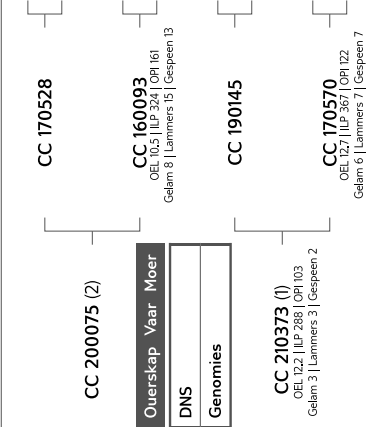 CC 170528
CC 160093
OEL 10,5 | ILP 324 | OPI 161
Gelam 8 | Lammers 15 | Gespeen 13
CC 190145
CC 170570
OEL 12,7 | ILP 367 | OPI 122
Gelam 6 | Lammers 7 | Gespeen 7
CC 200075 (2)
Ouerskap Vaar Moer
DNS
Genomies
CC 210373 (1)
OEL 12,2 | ILP 288 | OPI 103
Gelam 3 | Lammers 3 | Gespeen 2